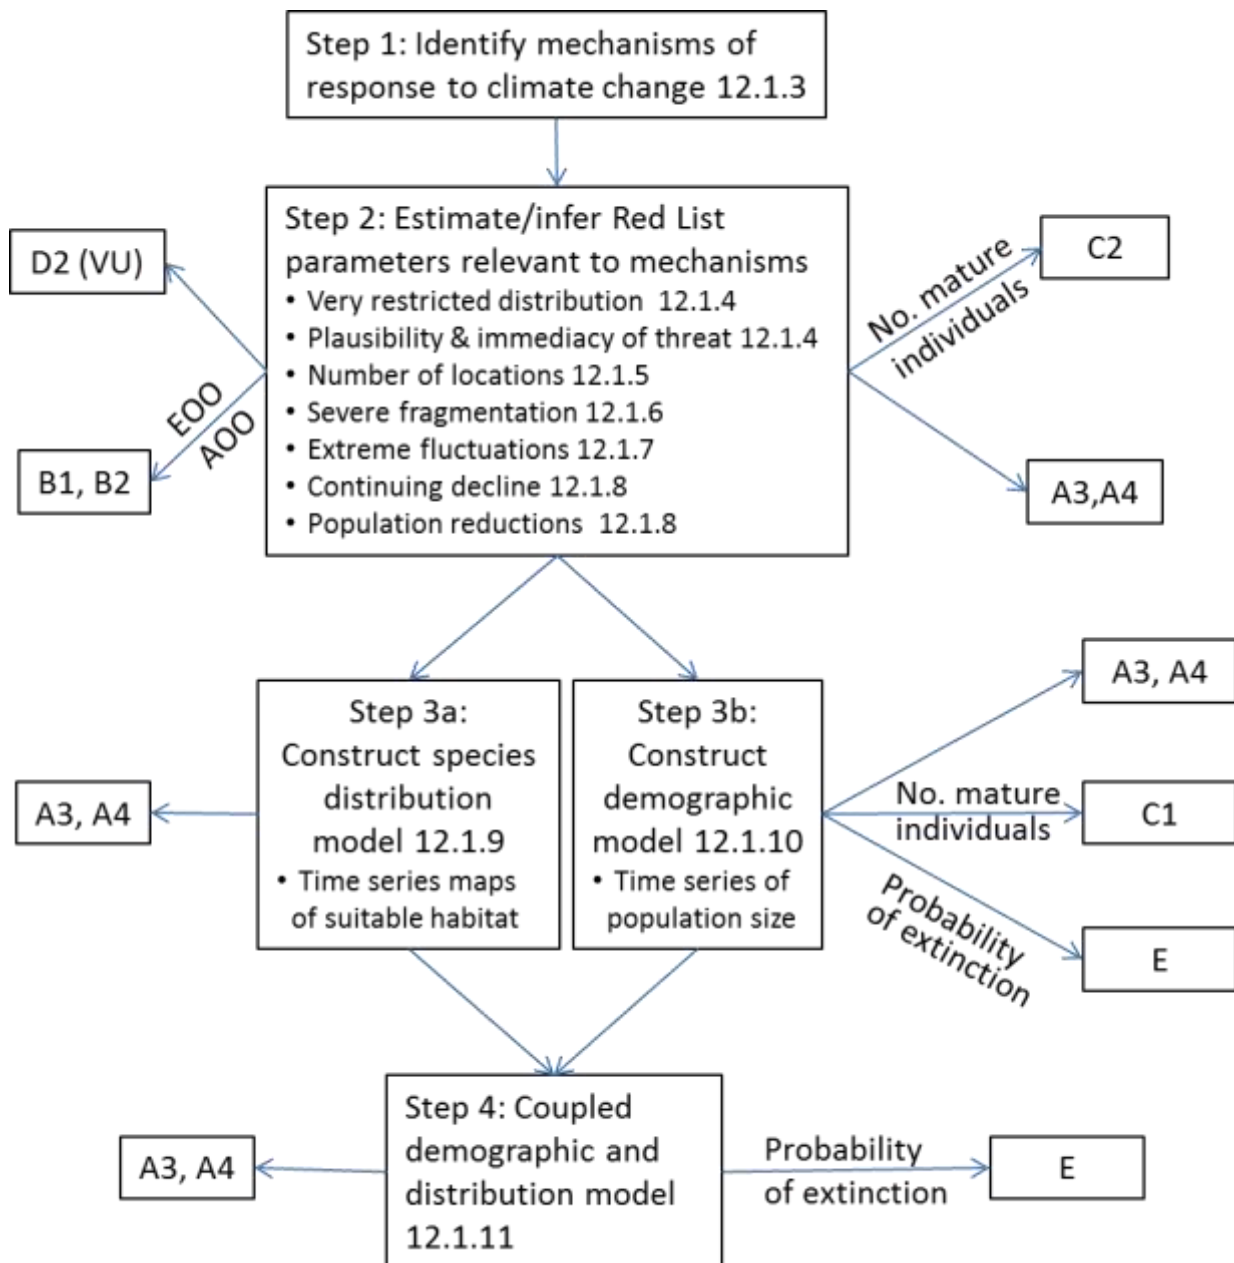 Step 1: Identify mechanisms of
response to climate change 12.1.3
Step 2: Estimate/infer Red List
parameters relevant to mechanisms
• Very restricted distribution 12.1.4
• Plausibility & immediacy of threat 12.1.4
• Number of locations 12.1.5
• Severe fragmentation 12.1.6
• Extreme fluctuations 12.1.7
• Continuing decline 12.1.8
• Population reductions 12.1.8
D2 (VU)
EOO
AOO
B1, B2
No. mature
individuals
C2
A3,A4
Step 3a:
Construct species
distribution
model 12.1.9
• Time series maps
of suitable habitat
A3, A4
Step 3b:
Construct
demographic
model 12.1.10
• Time series of
population size
A3, A4
No. mature
individuals
C1
Probability
of extinction
E
Step 4: Coupled
demographic and
distribution model
12.1.11
A3, A4
Probability
of extinction
E